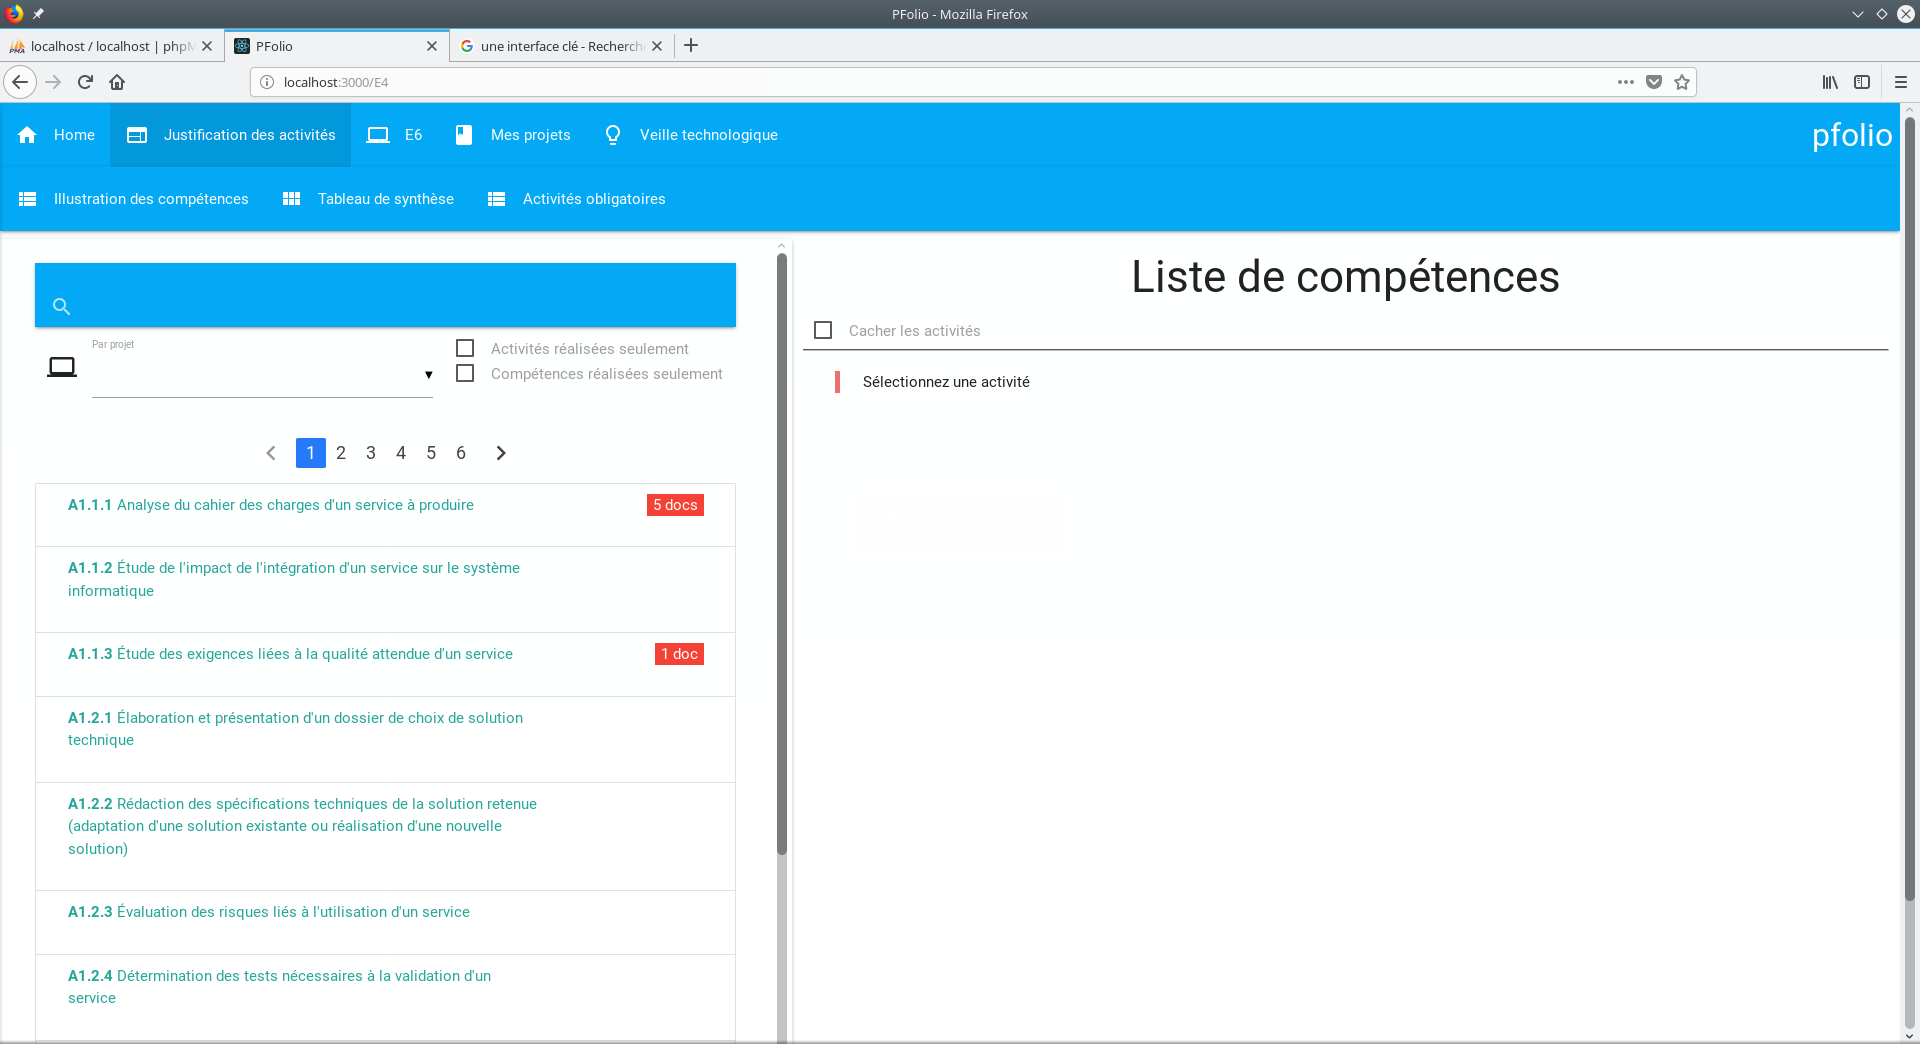 PFolio - Mozilla Firefox
localhost / localhost | phpM
PFolio
une interface clé - Recherch
localhost:3000/E4
Home
Justification des activités
E6
Mes projets
Veille technologique
pfolio
Illustration des compétences
Tableau de synthèse
Activités obligatoires
Par projet
Activités réalisées seulement
Compétences réalisées seulement
1 2 3 4 5 6
A1.1.1 Analyse du cahier des charges d'un service à produire
5 docs
A1.1.2 Étude de l'impact de l'intégration d'un service sur le système
informatique
A1.1.3 Étude des exigences liées à la qualité attendue d'un service
1 doc
A1.2.1 Élaboration et présentation d'un dossier de choix de solution
technique
A1.2.2 Rédaction des spécifications techniques de la solution retenue
(adaptation d'une solution existante ou réalisation d'une nouvelle
solution)
A1.2.3 Évaluation des risques liés à l'utilisation d'un service
A1.2.4 Détermination des tests nécessaires à la validation d'un
service
Liste de compétences
Cacher les activités
Sélectionnez une activité